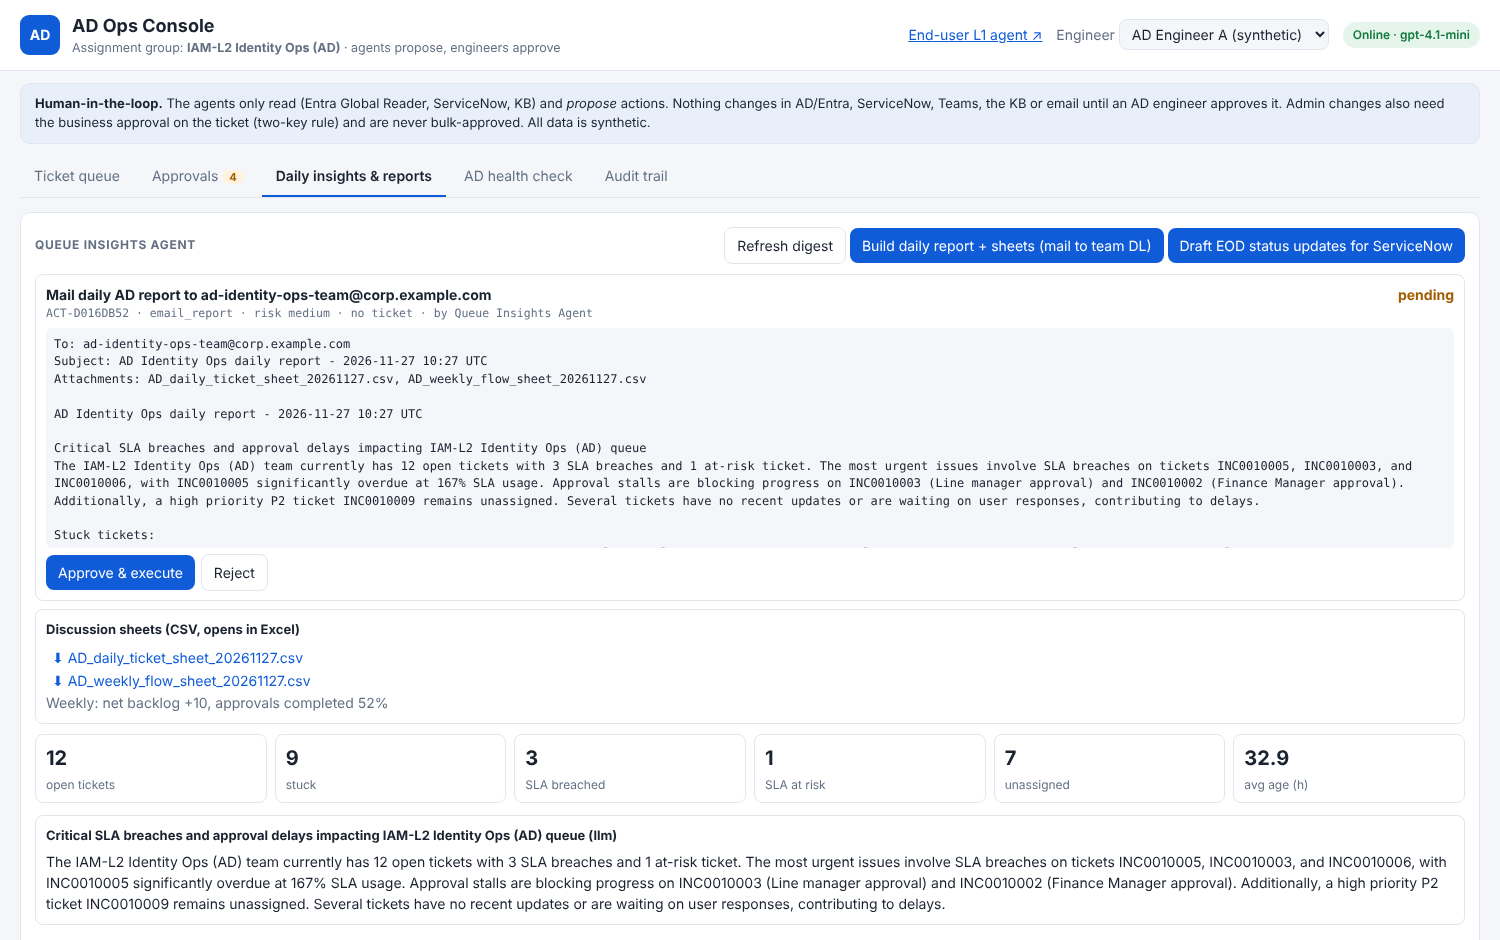 AD
AD Ops Console
Assignment group: IAM-L2 Identity Ops (AD) · agents propose, engineers approve
End-user L1 agent ↗
Engineer
AD Engineer A (synthetic)
Online · gpt-4.1-mini
Human-in-the-loop. The agents only read (Entra Global Reader, ServiceNow, KB) and propose actions. Nothing changes in AD/Entra, ServiceNow, Teams, the KB or email until an AD engineer approves it. Admin changes also need
the business approval on the ticket (two-key rule) and are never bulk-approved. All data is synthetic.
Ticket queue
Approvals 4
Daily insights & reports
AD health check
Audit trail
QUEUE INSIGHTS AGENT
Refresh digest
Build daily report + sheets (mail to team DL)
Draft EOD status updates for ServiceNow
Mail daily AD report to ad-identity-ops-team@corp.example.com
pending
ACT-D016DB52 · email_report · risk medium · no ticket · by Queue Insights Agent
To: ad-identity-ops-team@corp.example.com
Subject: AD Identity Ops daily report - 2026-11-27 10:27 UTC
Attachments: AD_daily_ticket_sheet_20261127.csv, AD_weekly_flow_sheet_20261127.csv
AD Identity Ops daily report - 2026-11-27 10:27 UTC
Critical SLA breaches and approval delays impacting IAM-L2 Identity Ops (AD) queue
The IAM-L2 Identity Ops (AD) team currently has 12 open tickets with 3 SLA breaches and 1 at-risk ticket. The most urgent issues involve SLA breaches on tickets INC0010005, INC0010003, and
INC0010006, with INC0010005 significantly overdue at 167% SLA usage. Approval stalls are blocking progress on INC0010003 (Line manager approval) and INC0010002 (Finance Manager approval).
Additionally, a high priority P2 ticket INC0010009 remains unassigned. Several tickets have no recent updates or are waiting on user responses, contributing to delays.
Stuck tickets:
Approve & execute
Reject
Discussion sheets (CSV, opens in Excel)
⬇ AD_daily_ticket_sheet_20261127.csv
⬇ AD_weekly_flow_sheet_20261127.csv
Weekly: net backlog +10, approvals completed 52%
12
open tickets
9
stuck
3
SLA breached
1
SLA at risk
7
unassigned
32.9
avg age (h)
Critical SLA breaches and approval delays impacting IAM-L2 Identity Ops (AD) queue (llm)
The IAM-L2 Identity Ops (AD) team currently has 12 open tickets with 3 SLA breaches and 1 at-risk ticket. The most urgent issues involve SLA breaches on tickets INC0010005, INC0010003, and INC0010006, with
INC0010005 significantly overdue at 167% SLA usage. Approval stalls are blocking progress on INC0010003 (Line manager approval) and INC0010002 (Finance Manager approval). Additionally, a high priority P2
ticket INC0010009 remains unassigned. Several tickets have no recent updates or are waiting on user responses, contributing to delays.